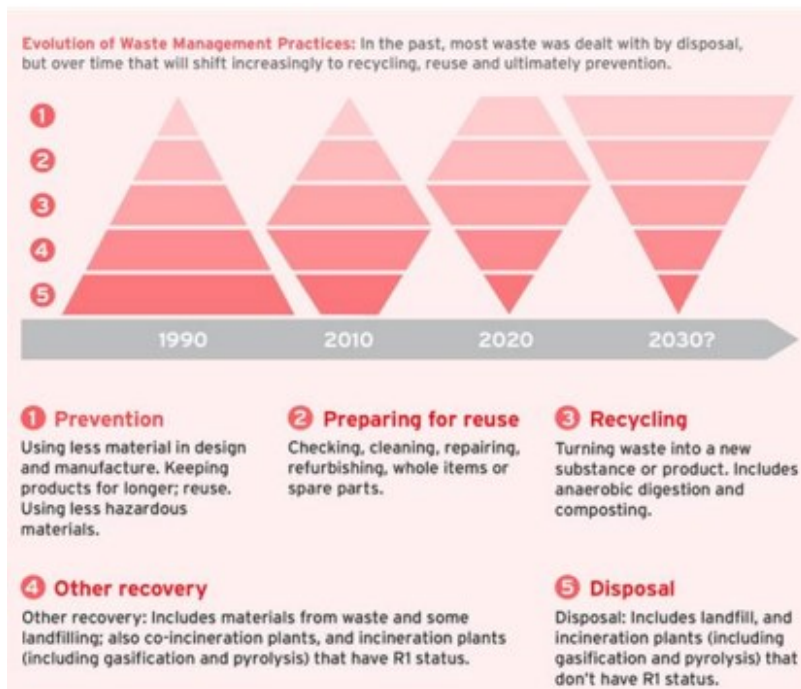 Evolution of Waste Management Practices: In the past, most waste was dealt with by disposal,
but over time that will shift increasingly to recycling, reuse and ultimately prevention.
1
2
3
4
5
1990 2010 2020 2030?
1 Prevention
Using less material in design
and manufacture. Keeping
products for longer; reuse.
Using less hazardous
materials.
2 Preparing for reuse
Checking, cleaning, repairing,
refurbishing, whole items or
spare parts.
3 Recycling
Turning waste into a new
substance or product. Includes
anaerobic digestion and
composting.
4 Other recovery
Other recovery: Includes materials from waste and some
landfilling; also co-incineration plants, and incineration plants
(including gasification and pyrolysis) that have R1 status.
5 Disposal
Disposal: Includes landfill, and
incineration plants (including
gasification and pyrolysis) that
don't have R1 status.